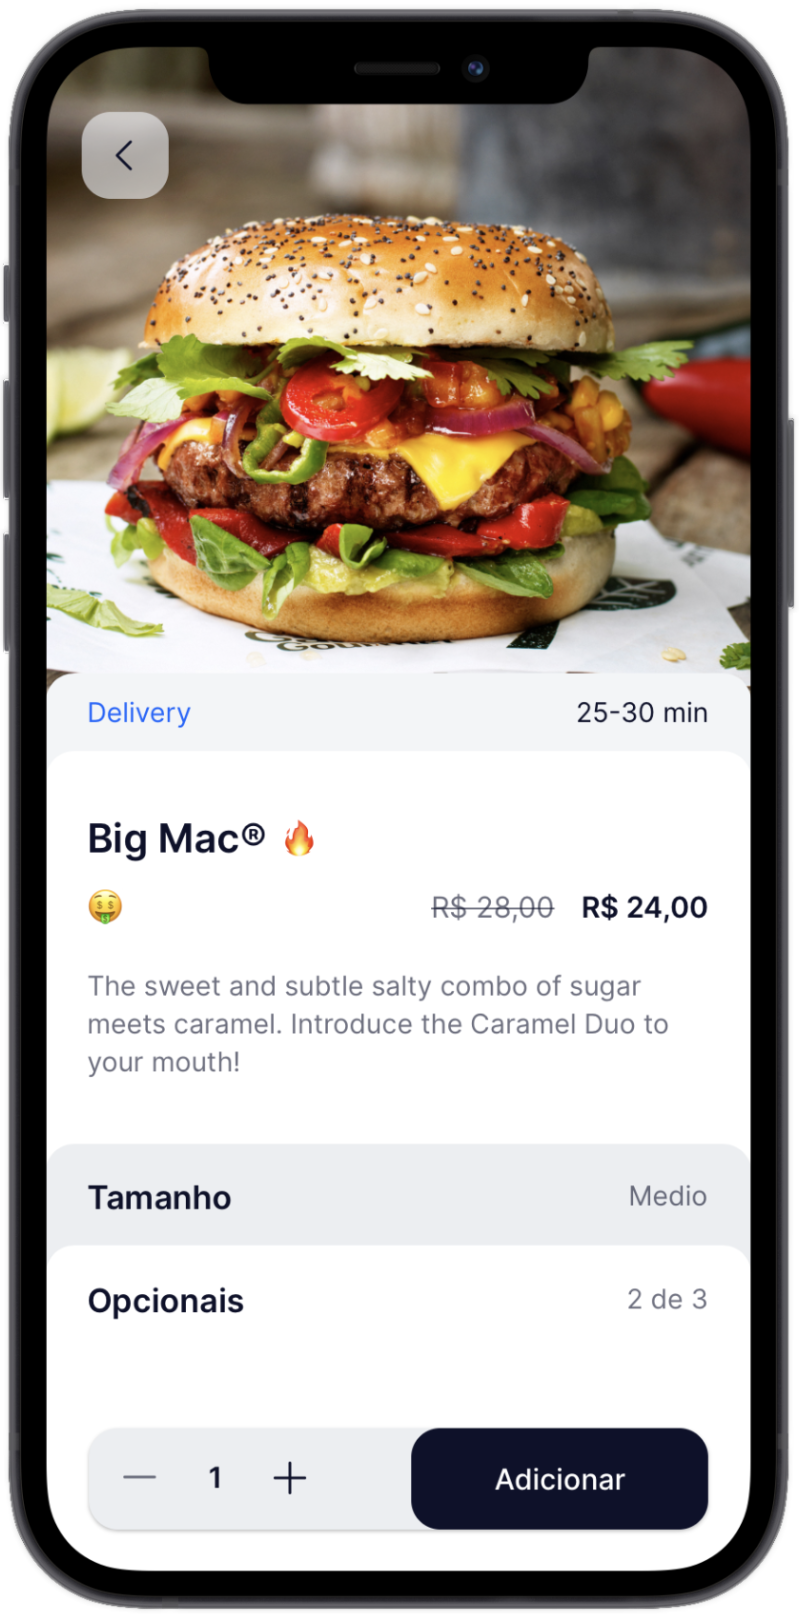 Delivery 25-30 min
Big Mac® 🔥
🤑 R$ 28,00 R$ 24,00
The sweet and subtle salty combo of sugar
meets caramel. Introduce the Caramel Duo to
your mouth!
Tamanho Medio
Opcionais 2 de 3
1 Adicionar